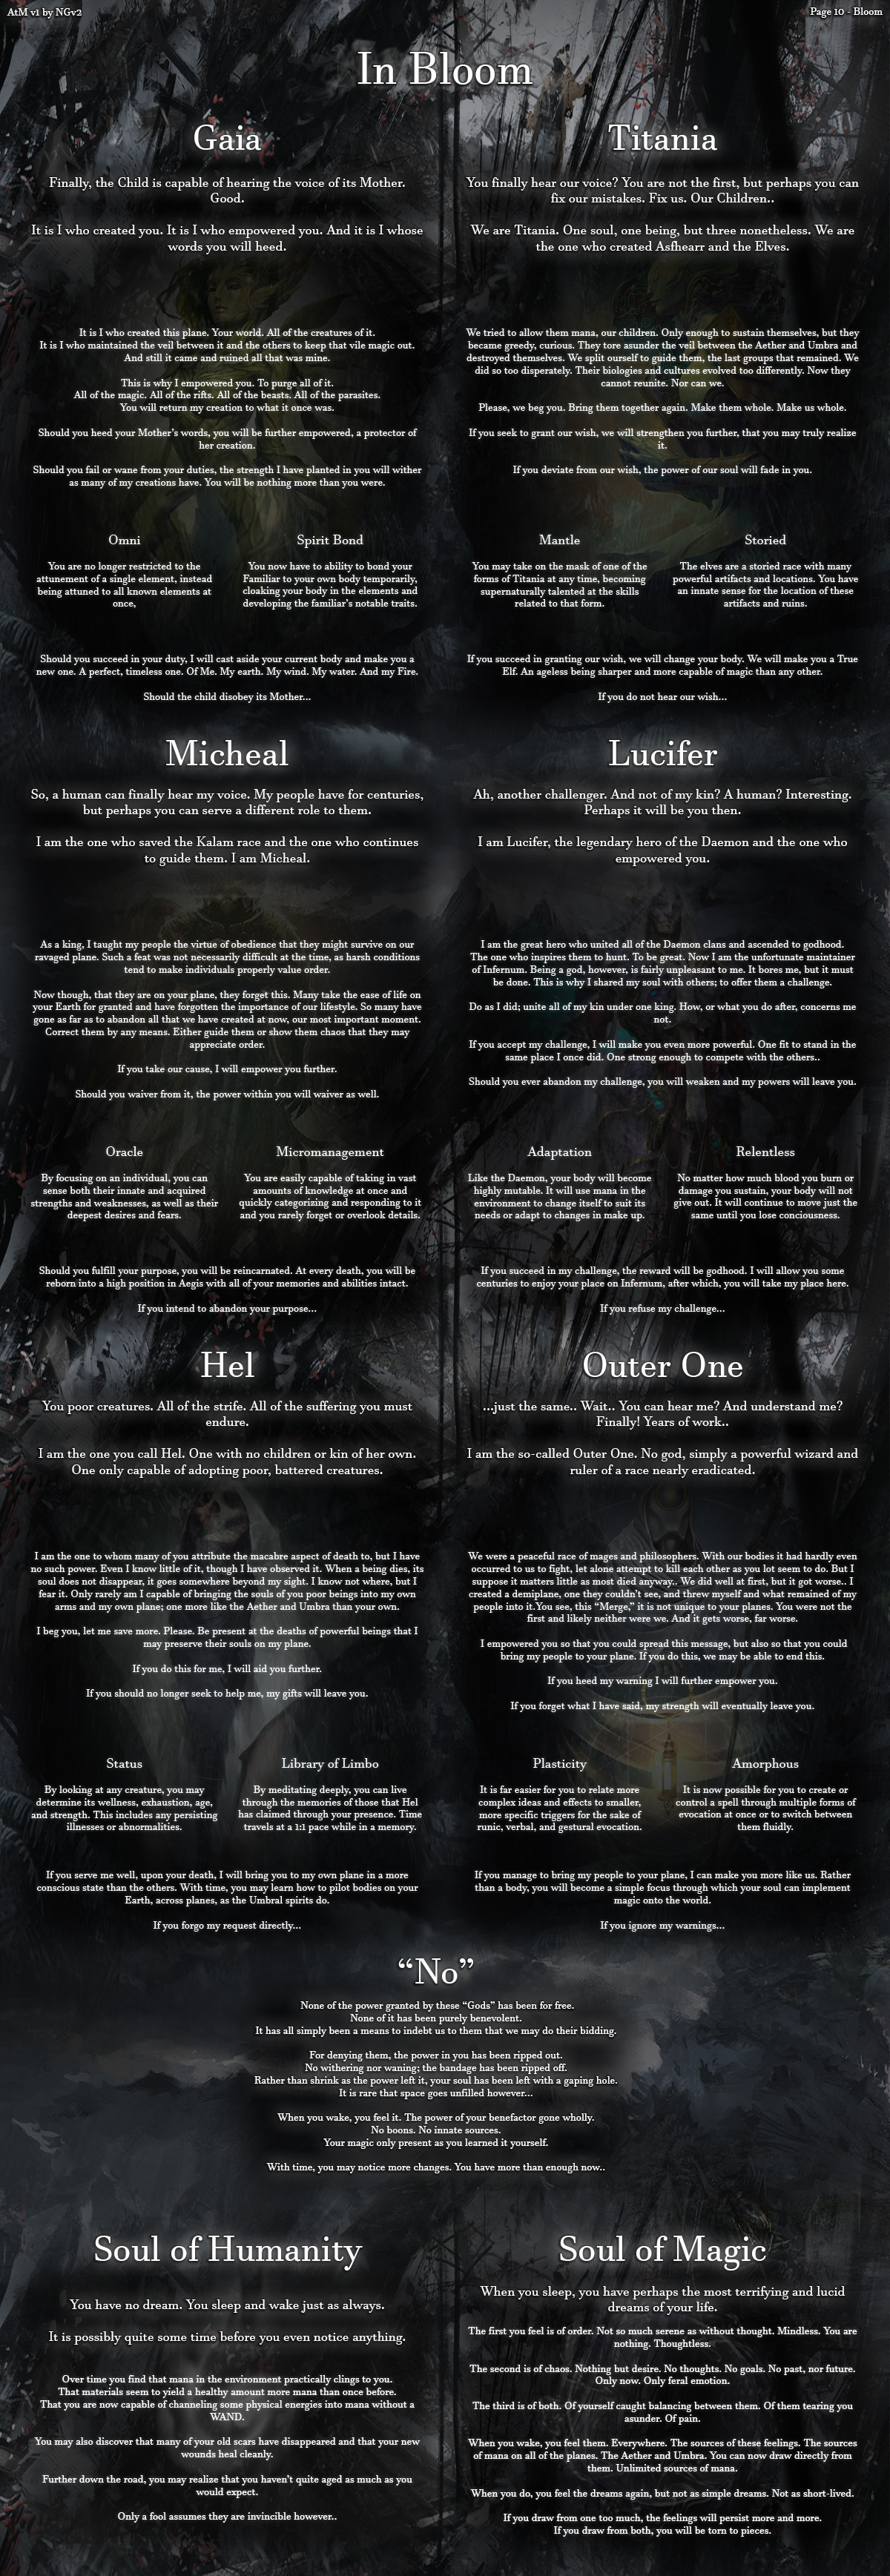 AtM v1 by NGv2
Page 10 - Bloom
In Bloom
Gaia
Finally, the Child is capable of hearing the voice of its Mother.
Good.
It is I who created you. It is I who empowered you. And it is I whose
words you will heed.
It is I who created this plane. Your world. All of the creatures of it.
It is I who maintained the veil between it and the others to keep that vile magic out.
And still it came and ruined all that was mine.
This is why I empowered you. To purge all of it.
All of the magic. All of the rifts. All of the beasts. All of the parasites.
You will return my creation to what it once was.
Should you heed your Mother's words, you will be further empowered, a protector of
her creation.
Should you fail or wane from your duties, the strength I have planted in you will wither
as many of my creations have. You will be nothing more than you were.
Omni
You are no longer restricted to the
attunement of a single element, instead
being attuned to all known elements at
once,
Spirit Bond
You now have to ability to bond your
Familiar to your own body temporarily,
cloaking your body in the elements and
developing the familiar's notable traits.
Should you succeed in your duty, I will cast aside your current body and make you a
new one. A perfect, timeless one. Of Me. My earth. My wind. My water. And my Fire.
Should the child disobey its Mother...
Titania
You finally hear our voice? You are not the first, but perhaps you can
fix our mistakes. Fix us. Our Children..
We are Titania. One soul, one being, but three nonetheless. We are
the one who created Asfhearr and the Elves.
We tried to allow them mana, our children. Only enough to sustain themselves, but they
became greedy, curious. They tore asunder the veil between the Aether and Umbra and
destroyed themselves. We split ourself to guide them, the last groups that remained. We
did so too disperately. Their biologies and cultures evolved too differently. Now they
cannot reunite. Nor can we.
Please, we beg you. Bring them together again. Make them whole. Make us whole.
If you seek to grant our wish, we will strengthen you further, that you may truly realize
it.
If you deviate from our wish, the power of our soul will fade in you.
Mantle
You may take on the mask of one of the
forms of Titania at any time, becoming
supernaturally talented at the skills
related to that form.
Storied
The elves are a storied race with many
powerful artifacts and locations. You have
an innate sense for the location of these
artifacts and ruins.
If you succeed in granting our wish, we will change your body. We will make you a True
Elf. An ageless being sharper and more capable of magic than any other.
If you do not hear our wish...
Micheal
So, a human can finally hear my voice. My people have for centuries,
but perhaps you can serve a different role to them.
I am the one who saved the Kalam race and the one who continues
to guide them. I am Micheal.
As a king, I taught my people the virtue of obedience that they might survive on our
ravaged plane. Such a feat was not necessarily difficult at the time, as harsh conditions
tend to make individuals properly value order.
Now though, that they are on your plane, they forget this. Many take the ease of life on
your Earth for granted and have forgotten the importance of our lifestyle. So many have
gone as far as to abandon all that we have created at now, our most important moment.
Correct them by any means. Either guide them or show them chaos that they may
appreciate order.
If you take our cause, I will empower you further.
Should you waiver from it, the power within you will waiver as well.
Oracle
By focusing on an individual, you can
sense both their innate and acquired
strengths and weaknesses, as well as their
deepest desires and fears.
Micromanagement
You are easily capable of taking in vast
amounts of knowledge at once and
quickly categorizing and responding to it
and you rarely forget or overlook details.
Should you fulfill your purpose, you will be reincarnated. At every death, you will be
reborn into a high position in Aegis with all of your memories and abilities intact.
If you intend to abandon your purpose...
Lucifer
Ah, another challenger. And not of my kin? A human? Interesting.
Perhaps it will be you then.
I am Lucifer, the legendary hero of the Daemon and the one who
empowered you.
I am the great hero who united all of the Daemon clans and ascended to godhood.
The one who inspires them to hunt. To be great. Now I am the unfortunate maintainer
of Infernum. Being a god, however, is fairly unpleasant to me. It bores me, but it must
be done. This is why I shared my soul with others; to offer them a challenge.
Do as I did; unite all of my kin under one king. How, or what you do after, concerns me
not.
If you accept my challenge, I will make you even more powerful. One fit to stand in the
same place I once did. One strong enough to compete with the others..
Should you ever abandon my challenge, you will weaken and my powers will leave you.
Adaptation
Like the Daemon, your body will become
highly mutable. It will use mana in the
environment to change itself to suit its
needs or adapt to changes in make up.
Relentless
No matter how much blood you burn or
damage you sustain, your body will not
give out. It will continue to move just the
same until you lose conciousness.
If you succeed in my challenge, the reward will be godhood. I will allow you some
centuries to enjoy your place on Infernum, after which, you will take my place here.
If you refuse my challenge...
Hel
You poor creatures. All of the strife. All of the suffering you must
endure.
I am the one you call Hel. One with no children or kin of her own.
One only capable of adopting poor, battered creatures.
I am the one to whom many of you attribute the macabre aspect of death to, but I have
no such power. Even I know little of it, though I have observed it. When a being dies, its
soul does not disappear, it goes somewhere beyond my sight. I know not where, but I
fear it. Only rarely am I capable of bringing the souls of you poor beings into my own
arms and my own plane; one more like the Aether and Umbra than your own.
I beg you, let me save more. Please. Be present at the deaths of powerful beings that I
may preserve their souls on my plane.
If you do this for me, I will aid you further.
If you should no longer seek to help me, my gifts will leave you.
Status
By looking at any creature, you may
determine its wellness, exhaustion, age,
and strength. This includes any persisting
illnesses or abnormalities.
Library of Limbo
By meditating deeply, you can live
through the memories of those that Hel
has claimed through your presence. Time
travels at a 1:1 pace while in a memory.
If you serve me well, upon your death, I will bring you to my own plane in a more
conscious state than the others. With time, you may learn how to pilot bodies on your
Earth, across planes, as the Umbral spirits do.
If you forgo my request directly...
Outer One
...just the same.. Wait.. You can hear me? And understand me?
Finally! Years of work..
I am the so-called Outer One. No god, simply a powerful wizard and
ruler of a race nearly eradicated.
We were a peaceful race of mages and philosophers. With our bodies it had hardly even
occurred to us to fight, let alone attempt to kill each other as you lot seem to do. But I
suppose it matters little as most died anyway.. We did well at first, but it got worse.. I
created a demiplane, one they couldn't see, and threw myself and what remained of my
people into it.You see, this "Merge," it is not unique to your planes. You were not the
first and likely neither were we. And it gets worse, far worse.
I empowered you so that you could spread this message, but also so that you could
bring my people to your plane. If you do this, we may be able to end this.
If you heed my warning I will further empower you.
If you forget what I have said, my strength will eventually leave you.
Plasticity
It is far easier for you to relate more
complex ideas and effects to smaller,
more specific triggers for the sake of
runic, verbal, and gestural evocation.
Amorphous
It is now possible for you to create or
control a spell through multiple forms of
evocation at once or to switch between
them fluidly.
If you manage to bring my people to your plane, I can make you more like us. Rather
than a body, you will become a simple focus through which your soul can implement
magic onto the world.
If you ignore my warnings...
"No"
None of the power granted by these "Gods" has been for free.
None of it has been purely benevolent.
It has all simply been a means to indebt us to them that we may do their bidding.
For denying them, the power in you has been ripped out.
No withering nor waning; the bandage has been ripped off.
Rather than shrink as the power left it, your soul has been left with a gaping hole.
It is rare that space goes unfilled however...
When you wake, you feel it. The power of your benefactor gone wholly.
No boons. No innate sources.
Your magic only present as you learned it yourself.
With time, you may notice more changes. You have more than enough now..
Soul of Humanity
You have no dream. You sleep and wake just as always.
It is possibly quite some time before you even notice anything.
Over time you find that mana in the environment practically clings to you.
That materials seem to yield a healthy amount more mana than once before.
That you are now capable of channeling some physical energies into mana without a
WAND.
You may also discover that many of your old scars have disappeared and that your new
wounds heal cleanly.
Further down the road, you may realize that you haven't quite aged as much as you
would expect.
Only a fool assumes they are invincible however..
Soul of Magic
When you sleep, you have perhaps the most terrifying and lucid
dreams of your life.
The first you feel is of order. Not so much serene as without thought. Mindless. You are
nothing. Thoughtless.
The second is of chaos. Nothing but desire. No thoughts. No goals. No past, nor future.
Only now. Only feral emotion.
The third is of both. Of yourself caught balancing between them. Of them tearing you
asunder. Of pain.
When you wake, you feel them. Everywhere. The sources of these feelings. The sources
of mana on all of the planes. The Aether and Umbra. You can now draw directly from
them. Unlimited sources of mana.
When you do, you feel the dreams again, but not as simple dreams. Not as short-lived.
If you draw from one too much, the feelings will persist more and more.
If you draw from both, you will be torn to pieces.